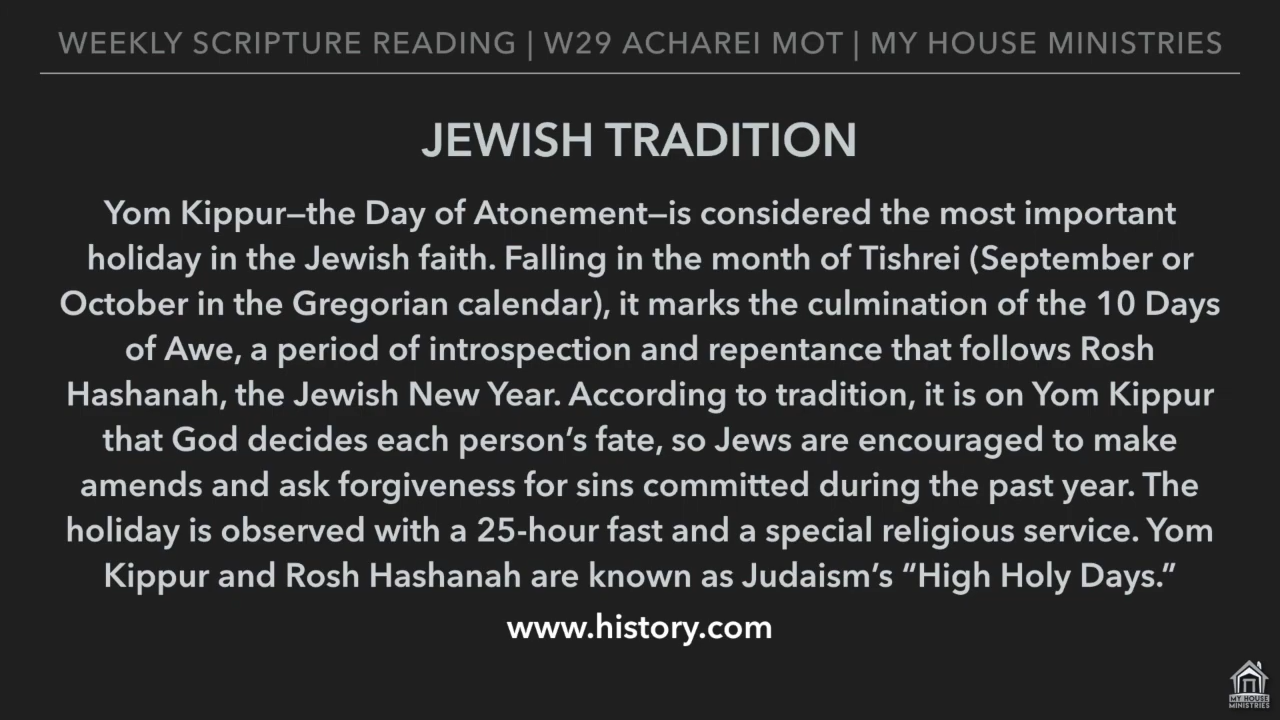 WEEKLY SCRIPTURE READING | W29 ACHAREI MOT | MY HOUSE MINISTRIES
JEWISH TRADITION
Yom Kippur—the Day of Atonement—is considered the most important
holiday in the Jewish faith. Falling in the month of Tishrei (September or
October in the Gregorian calendar), it marks the culmination of the 10 Days
of Awe, a period of introspection and repentance that follows Rosh
Hashanah, the Jewish New Year. According to tradition, it is on Yom Kippur
that God decides each person’s fate, so Jews are encouraged to make
amends and ask forgiveness for sins committed during the past year. The
holiday is observed with a 25-hour fast and a special religious service. Yom
Kippur and Rosh Hashanah are known as Judaism’s “High Holy Days.”
www.history.com
MY HOUSE
MINISTRIES